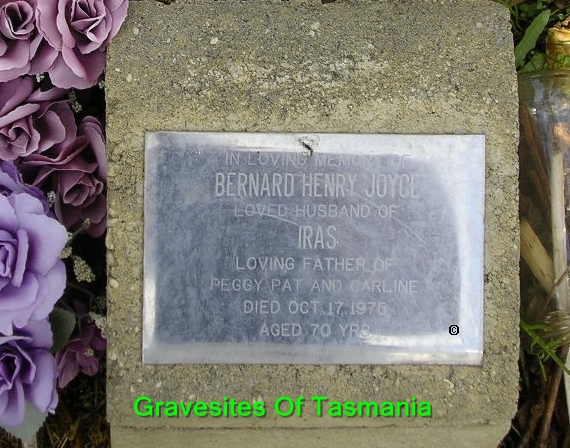 IN LOVING MEMORY OF
BERNARD HENRY JOYCE
LOVED HUSBAND OF
IRAS
LOVING FATHER OF
PEGGY PAT AND CARLINE
DIED OCT. 17. 1975
AGED 70 YRS
©
Gravesites Of Tasmania